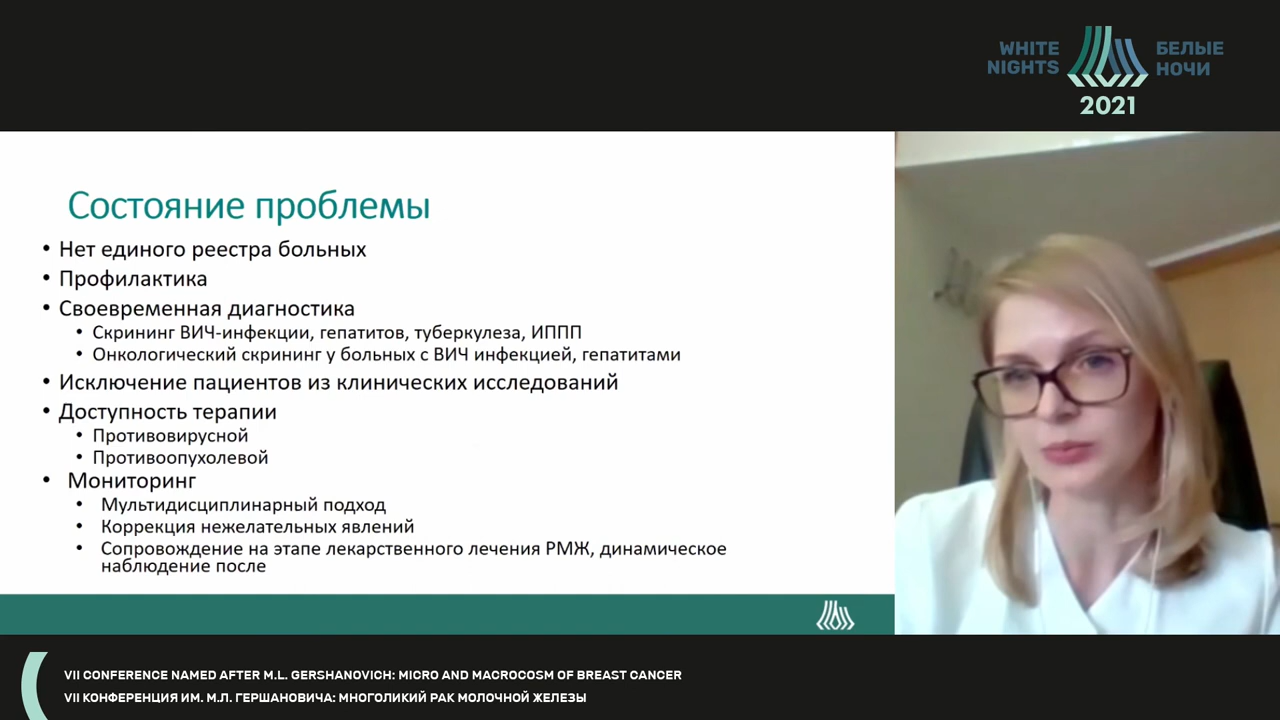 WHITE NIGHTS
БЕЛЫЕ НОЧИ
2021
Состояние проблемы
• Нет единого реестра больных
• Профилактика
• Своевременная диагностика
• Скрининг ВИЧ-инфекции, гепатитов, туберкулеза, ИППП
• Онкологический скрининг у больных с ВИЧ инфекцией, гепатитами
• Исключение пациентов из клинических исследований
• Доступность терапии
• Противовирусной
• Противоопухолевой
• Мониторинг
• Мультидисциплинарный подход
• Коррекция нежелательных явлений
• Сопровождение на этапе лекарственного лечения РМЖ, динамическое
наблюдение после
VII CONFERENCE NAMED AFTER M.L. GERSHANOVICH: MICRO AND MACROCOSM OF BREAST CANCER
VII КОНФЕРЕНЦИЯ ИМ. М.Л. ГЕРШАНОВИЧА: МНОГОЛИКИЙ РАК МОЛОЧНОЙ ЖЕЛЕЗЫ